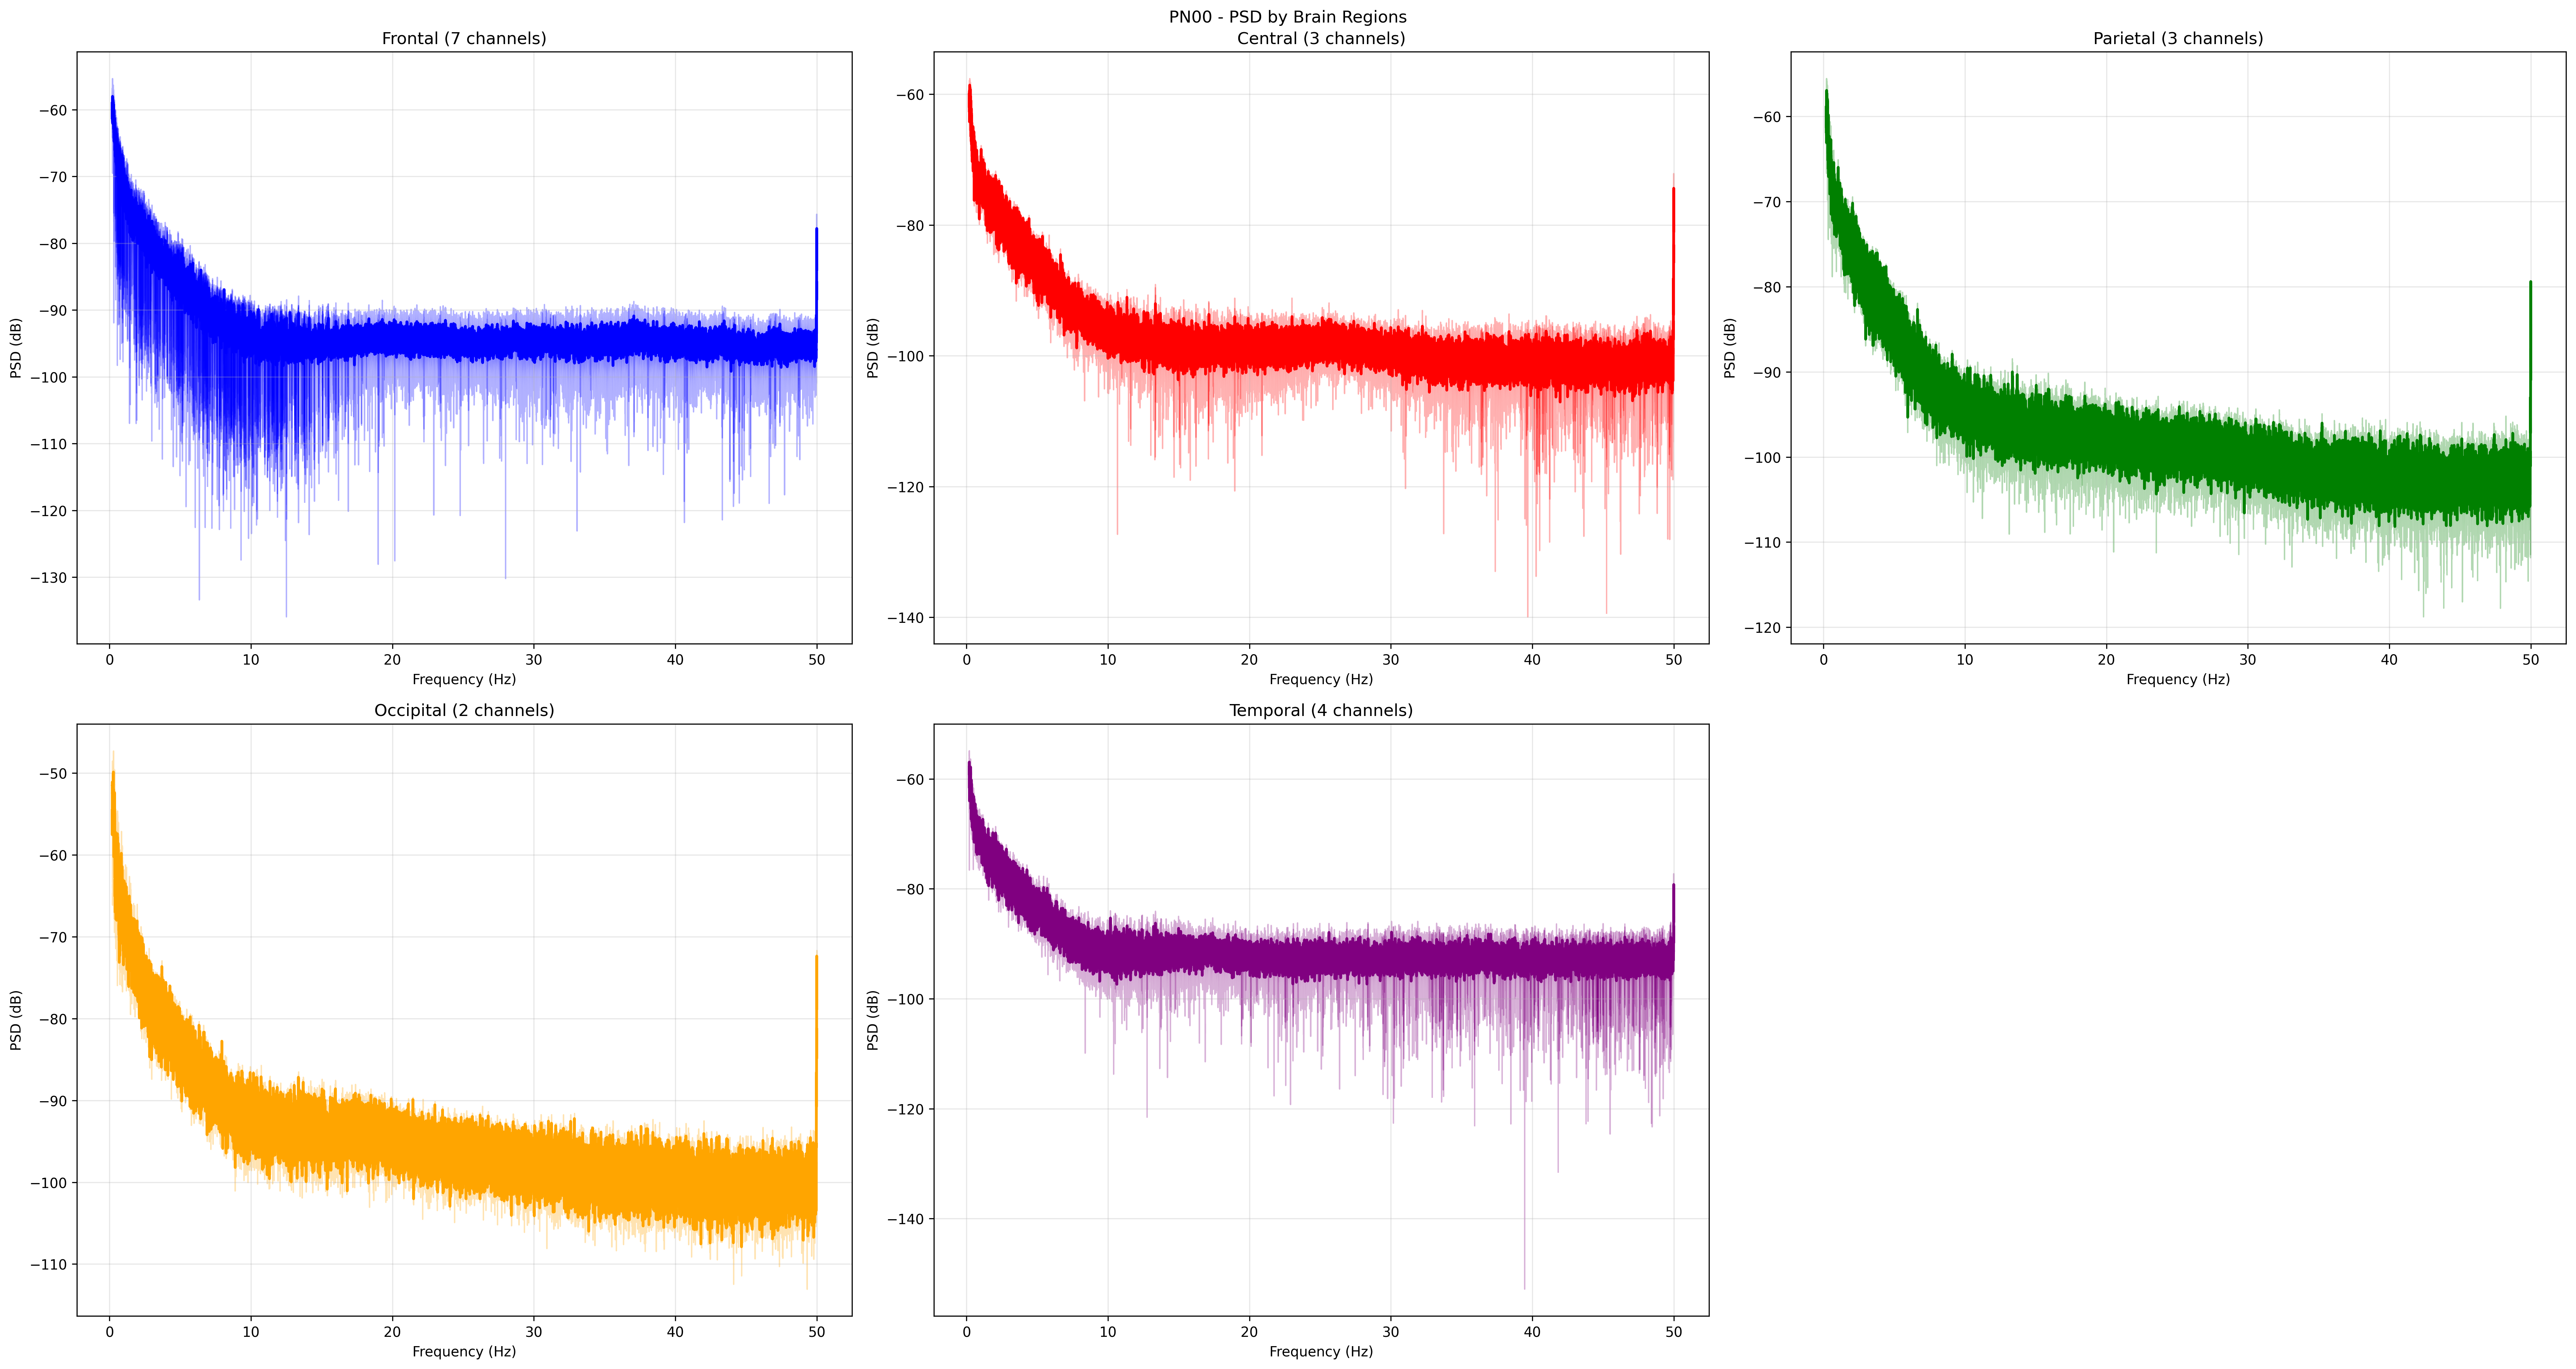 PN00 - PSD by Brain Regions
Frontal (7 channels)
PSD (dB)
−60
−70
−80
−90
−100
−110
−120
−130
0 10 20 30 40 50
Frequency (Hz)
Central (3 channels)
PSD (dB)
−60
−80
−100
−120
−140
0 10 20 30 40 50
Frequency (Hz)
Parietal (3 channels)
PSD (dB)
−60
−70
−80
−90
−100
−110
−120
0 10 20 30 40 50
Frequency (Hz)
Occipital (2 channels)
PSD (dB)
−50
−60
−70
−80
−90
−100
−110
0 10 20 30 40 50
Frequency (Hz)
Temporal (4 channels)
PSD (dB)
−60
−80
−100
−120
−140
0 10 20 30 40 50
Frequency (Hz)